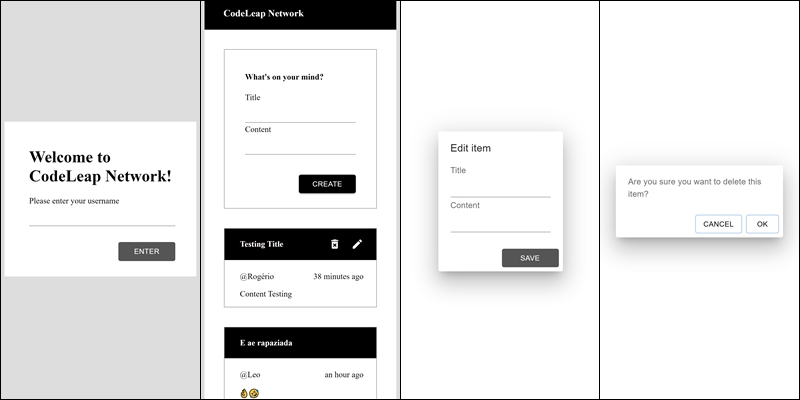 Welcome to
CodeLeap Network!
Please enter your username
ENTER
CodeLeap Network
What's on your mind?
Title
Content
CREATE
Testing Title
@Rogério 38 minutes ago
Content Testing
E ae rapaziada
@Leo an hour ago
Edit item
Title
Content
SAVE
Are you sure you want to delete this
item?
CANCEL OK